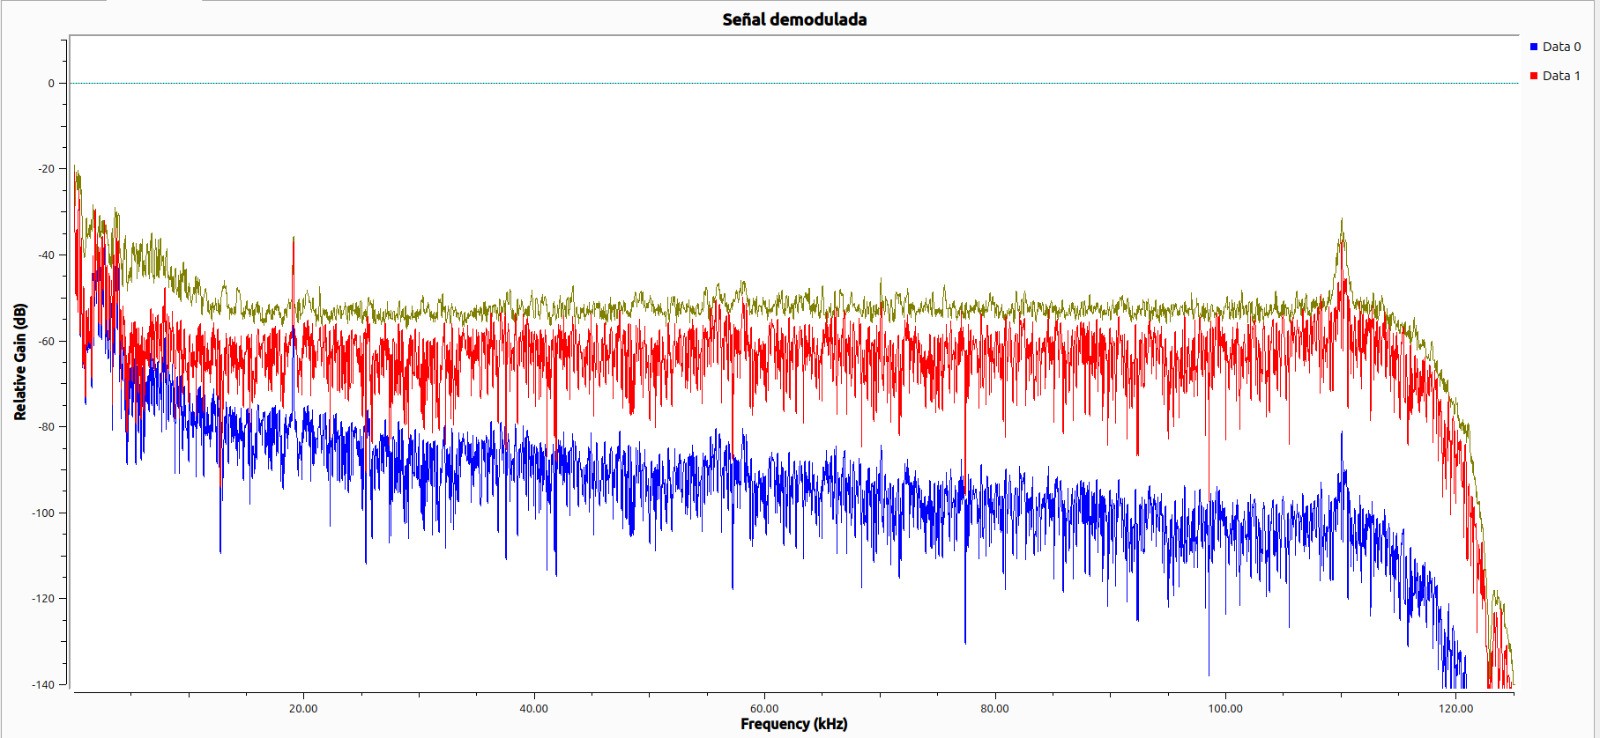 Señal demodulada
Data 0
Data 1
Relative Gain (dB)
0
-20
-40
-60
-80
-100
-120
-140
20.00
40.00
60.00
80.00
100.00
120.00
Frequency (kHz)